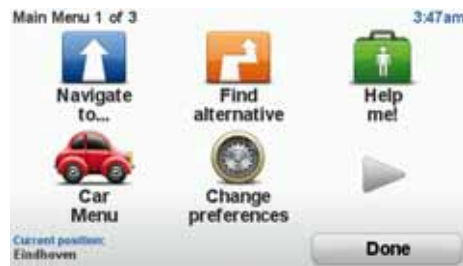 Main Menu 1 of 3
3:47am
Navigate
to...
Find
alternative
Help
me!
Car
Menu
Change
preferences
Current position:
Eindhoven
Done